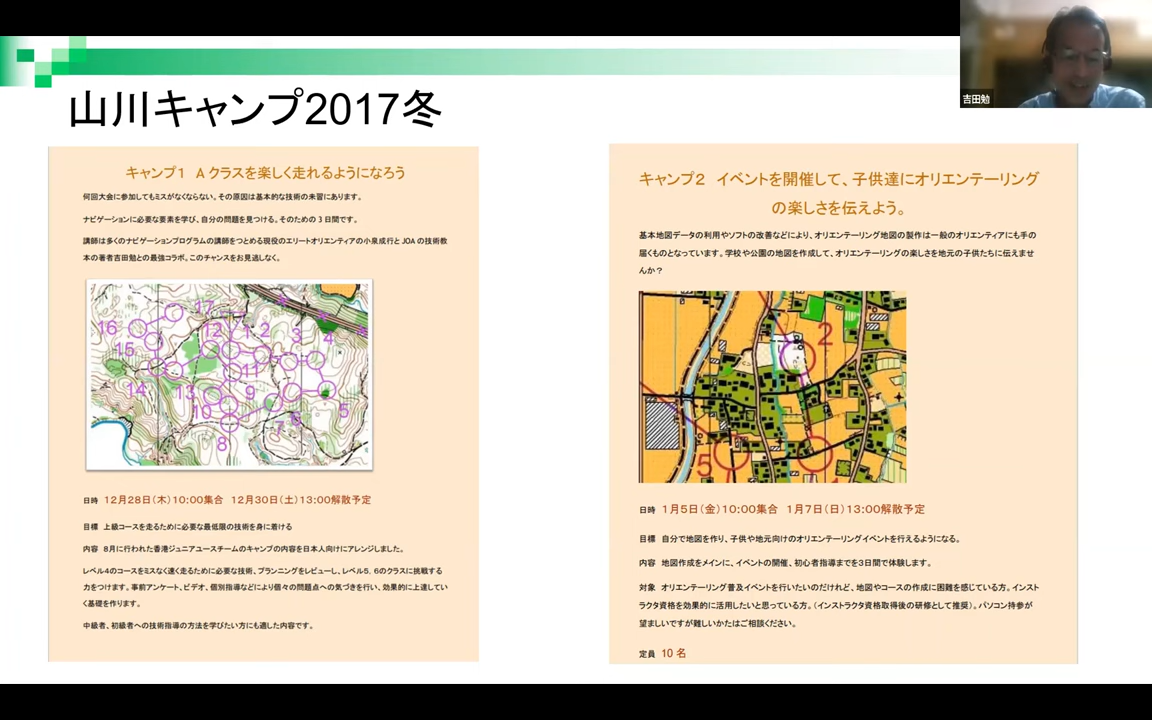 山川キャンプ2017冬
吉田勉
キャンプ1　Aクラスを楽しく走れるようになろう
何回大会に参加してもミスがなくならない。その原因は基本的な技術の未習にあります。
ナビゲーションに必要な要素を学び、自分の問題を見つける。そのための3日間です。
講師は多くのナビゲーションプログラムの講師をつとめる現役のエリートオリエンティアの小泉成行とJOAの技術教
本の著者吉田勉との最強コラボ。このチャンスをお見逃しなく。
16
17
15
12
1
2
3
4
14
13
11
10
9
8
7
6
5
日時　12月28日（木）10:00集合　12月30日（土）13:00解散予定
目標　上級コースを走るために必要な最低限の技術を身に着ける
内容　8月に行われた香港ジュニアユースチームのキャンプの内容を日本人向けにアレンジしました。
レベル4のコースをミスなく速く走るために必要な技術、プランニングをレビューし、レベル5, 6のクラスに挑戦する
力をつけます。事前アンケート、ビデオ、個別指導などにより個々の問題点への気づきを行い、効果的に上達してい
く基礎を作ります。
中級者、初級者への技術指導の方法を学びたい方にも適した内容です。
キャンプ2　イベントを開催して、子供達にオリエンテーリング
の楽しさを伝えよう。
基本地図データの利用やソフトの改善などにより、オリエンテーリング地図の製作は一般のオリエンティアにも手の
届くものとなっています。学校や公園の地図を作成して、オリエンテーリングの楽しさを地元の子供たちに伝えませ
んか？
2
5
日時　1月5日（金）10:00集合　1月7日（日）13:00解散予定
目標　自分で地図を作り、子供や地元向けのオリエンテーリングイベントを行えるようになる。
内容　地図作成をメインに、イベントの開催、初心者指導までを3日間で体験します。
対象　オリエンテーリング普及イベントを行いたいのだけれど、地図やコースの作成に困難を感じている方。インスト
ラクタ資格を効果的に活用したいと思っている方。（インストラクタ資格取得後の研修として推奨）。パソコン持参が
望ましいですが難しいかたはご相談ください。
定員　10名